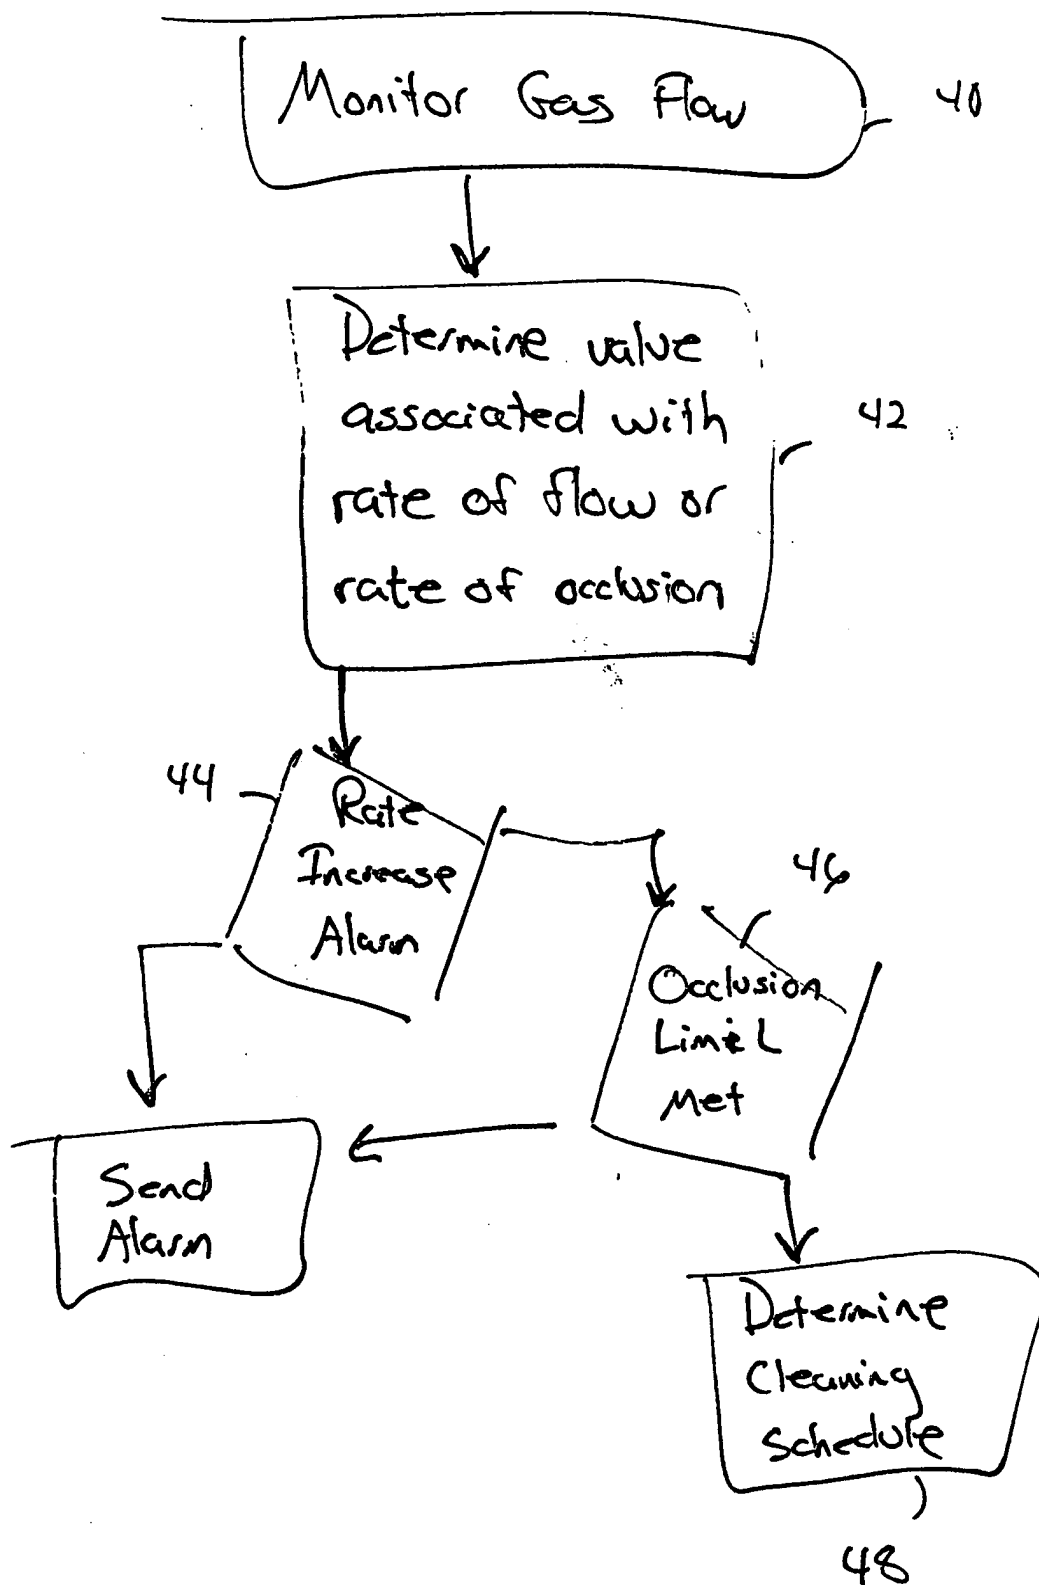 Monitor Gas Flow
40
Determine value
associated with
rate of flow or
rate of occlusion
42
44
Rate
Increase
Alarm
46
Occlusion
Limit
Met
Send
Alarm
Determine
Cleaning
Schedule
48